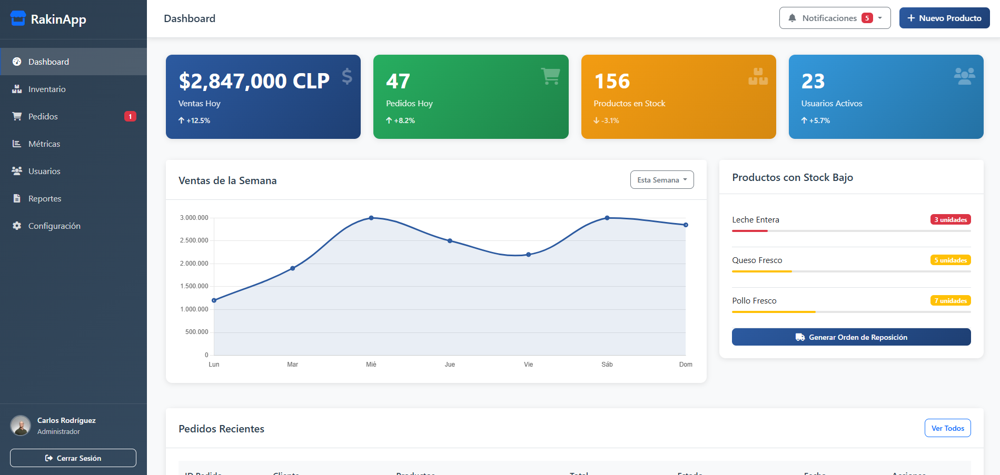 RakinApp
Dashboard
Inventario
Pedidos 1
Métricas
Usuarios
Reportes
Configuración
Carlos Rodríguez
Administrador
Cerrar Sesión
Dashboard
Notificaciones 5
Nuevo Producto
$2,847,000 CLP
Ventas Hoy
+12.5%
47
Pedidos Hoy
+8.2%
156
Productos en Stock
-3.1%
23
Usuarios Activos
+5.7%
Ventas de la Semana
Esta Semana
3.000.000
2.500.000
2.000.000
1.500.000
1.000.000
500.000
0
Lun Mar Mié Jue Vie Sáb Dom
Productos con Stock Bajo
Leche Entera 3 unidades
Queso Fresco 5 unidades
Pollo Fresco 7 unidades
Generar Orden de Reposición
Pedidos Recientes
Ver Todos
ID Pedido Cliente Productos Total Estado Fecha Acciones